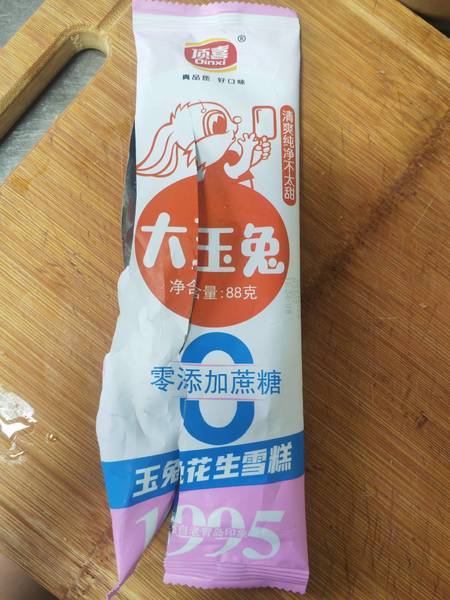 顶喜®
Dinxi
真品质 好口味
清爽纯净不太甜
大玉兔
净含量:88克
0
零添加蔗糖
玉兔花生雪糕
1995